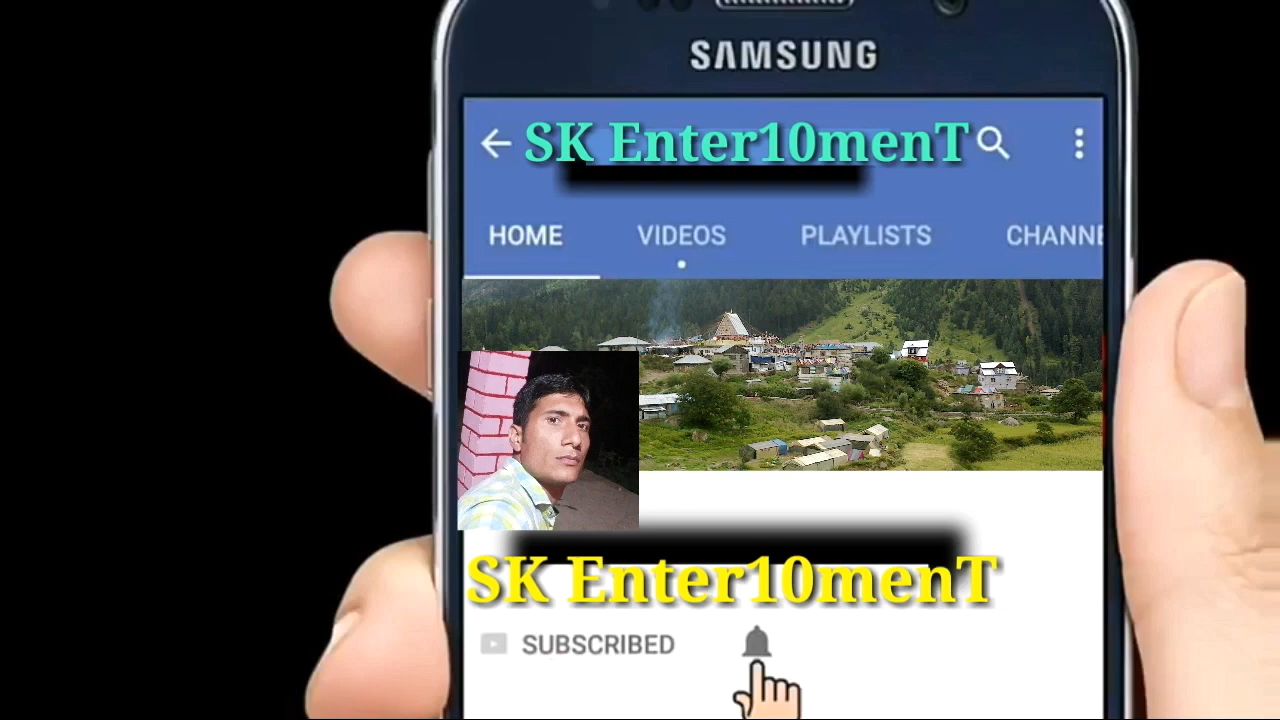 SAMSUNG
SK Enter10menT
HOME VIDEOS PLAYLISTS CHANNE
SK Enter10menT
SUBSCRIBED